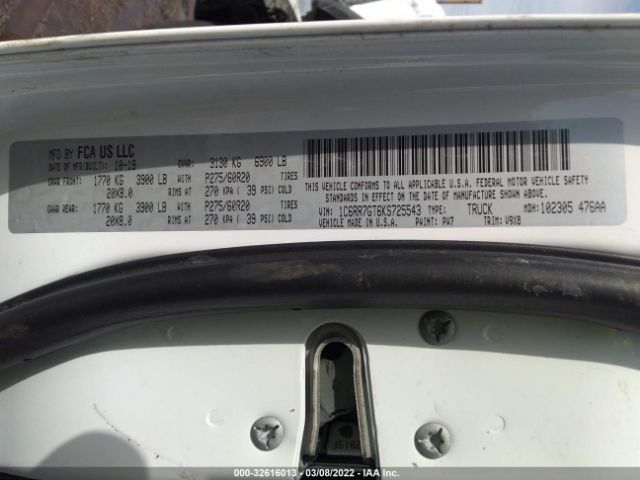 MFD BY FCA US LLC
DATE OF MFR(BUILT): 10-19 GVWR: 3130 KG 6900 LB
GAWR FRONT: 1770 KG 3900 LB WITH P275/60R20 TIRES
20X9.0 RIMS AT 270 KPA ( 39 PSI) COLD
GAWR REAR: 1770 KG 3900 LB WITH P275/60R20 TIRES
20X9.0 RIMS AT 270 KPA ( 39 PSI) COLD
THIS VEHICLE CONFORMS TO ALL APPLICABLE U.S.A. FEDERAL MOTOR VEHICLE SAFETY
STANDARDS IN EFFECT ON THE DATE OF MANUFACTURE SHOWN ABOVE.
VIN: 1C6RR7GT6KS725543 TYPE: TRUCK MDH: 102305 476AA
VEHICLE MADE IN U.S.A. PAINT: PW7 TRIM: V9X8
000-32616013 - 03/08/2022 - IAA Inc.